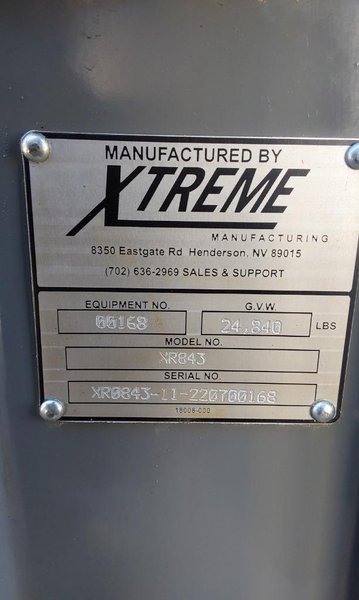 MANUFACTURED BY
XTREME
MANUFACTURING
8350 Eastgate Rd Henderson, NV 89015
(702) 636-2969 SALES & SUPPORT
EQUIPMENT NO. G.V.W.
00168 24,840 LBS
MODEL NO.
XR843
SERIAL NO.
XR0843-11-220700168
18006-000